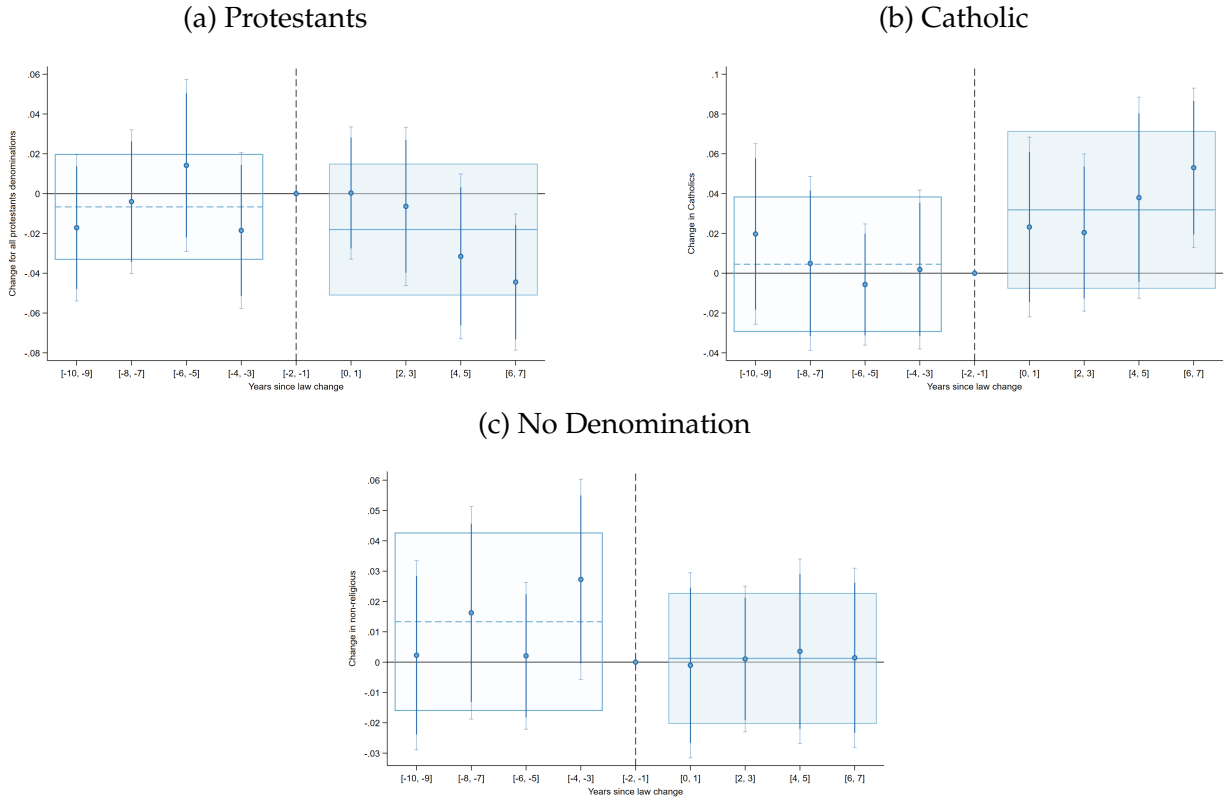 (a) Protestants
Change for all protestants denominations
.06
.04
.02
0
-.02
-.04
-.06
-.08
[-10, -9] [-8, -7] [-6, -5] [-4, -3] [-2, -1] [0, 1] [2, 3] [4, 5] [6, 7]
Years since law change
(b) Catholic
Change in Catholics
.1
.08
.06
.04
.02
0
-.02
-.04
[-10, -9] [-8, -7] [-6, -5] [-4, -3] [-2, -1] [0, 1] [2, 3] [4, 5] [6, 7]
Years since law change
(c) No Denomination
Change in non-religious
.06
.05
.04
.03
.02
.01
0
-.01
-.02
-.03
[-10, -9] [-8, -7] [-6, -5] [-4, -3] [-2, -1] [0, 1] [2, 3] [4, 5] [6, 7]
Years since law change